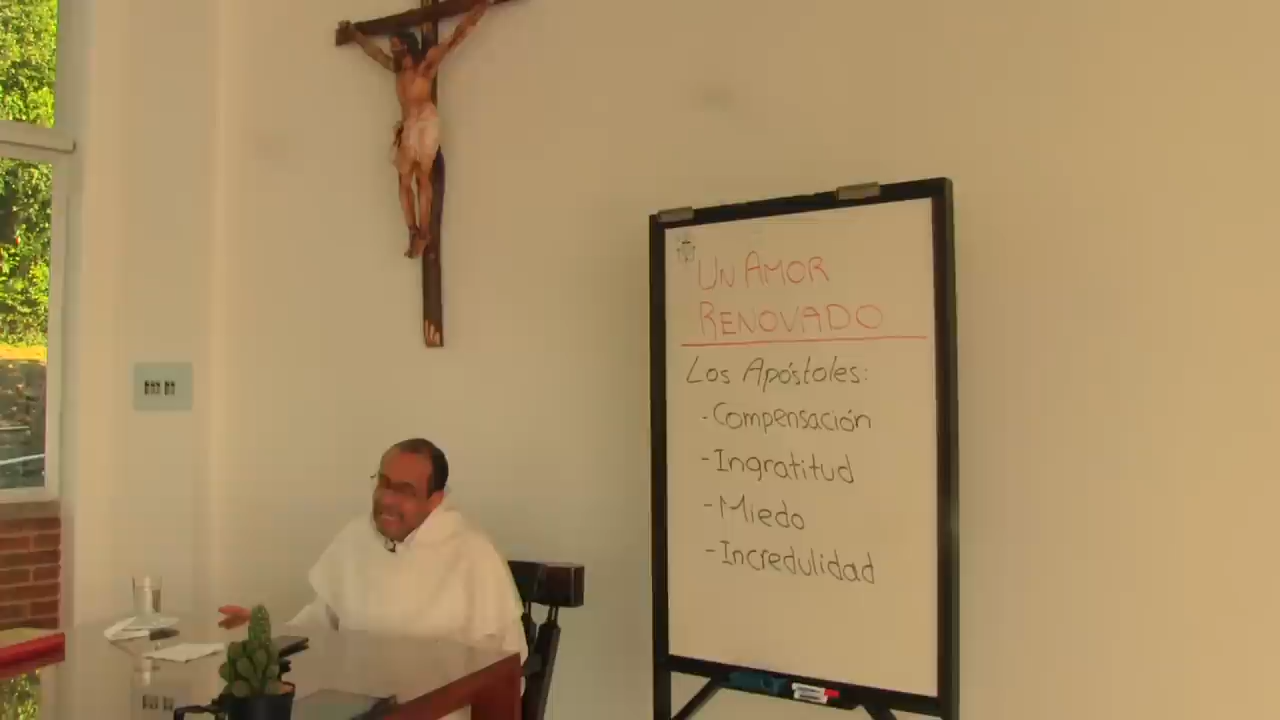 UN AMOR
RENOVADO
Los Apóstoles:
-Compensación
-Ingratitud
-Miedo
-Incredulidad